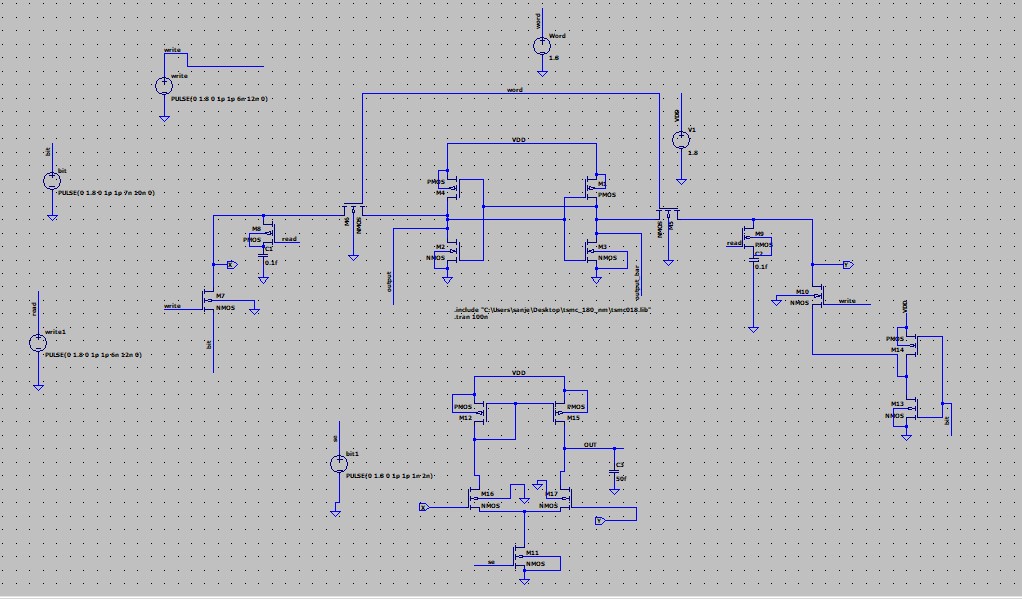 word
Word
1.8
write
write
PULSE(0 1.8 0 1p 1p 6n 12n 0)
word
VDD
V1
1.8
bit
bit
PULSE(0 1.8 0 1p 1p 7n 10n 0)
VDD
PMOS
M4
M1
PMOS
M6
NMOS
NMOS
M5
M8
PMOS
read
C1
0.1f
M2
NMOS
M3
NMOS
M9
read
PMOS
C2
0.1f
X
Y
output
output_bar
M7
write
NMOS
M10
NMOS
write
.include "C:\Users\sanje\Desktop\tsmc_180_nm\tsmc018.lib"
.tran 100n
read
write1
PULSE(0 1.8 0 1p 1p 6n 12n 0)
bit
VDD
PMOS
M14
M13
NMOS
bit
VDD
PMOS
M12
PMOS
M15
se
bit1
PULSE(1.8 0 1p 1p 1n 2n)
OUT
C3
50f
M16
NMOS
M17
NMOS
X
Y
M11
NMOS
se